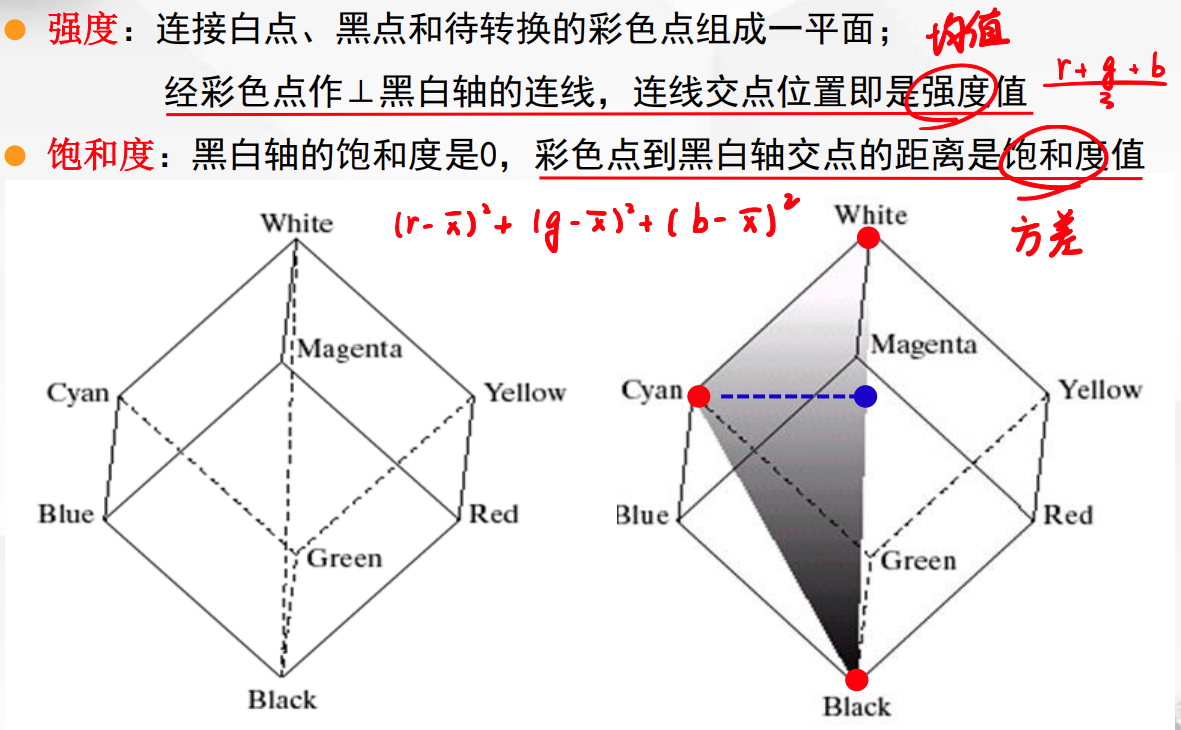 强度：连接白点、黑点和待转换的彩色点组成一平面； 均值
经彩色点作⊥黑白轴的连线，连线交点位置即是强度值 r+g+b
3
饱和度：黑白轴的饱和度是0，彩色点到黑白轴交点的距离是饱和度值
(r-x̄)²+(g-x̄)²+(b-x̄)² 方差
White
Magenta
Cyan
Yellow
Blue
Red
Green
Black
White
Magenta
Cyan
Yellow
Blue
Red
Green
Black